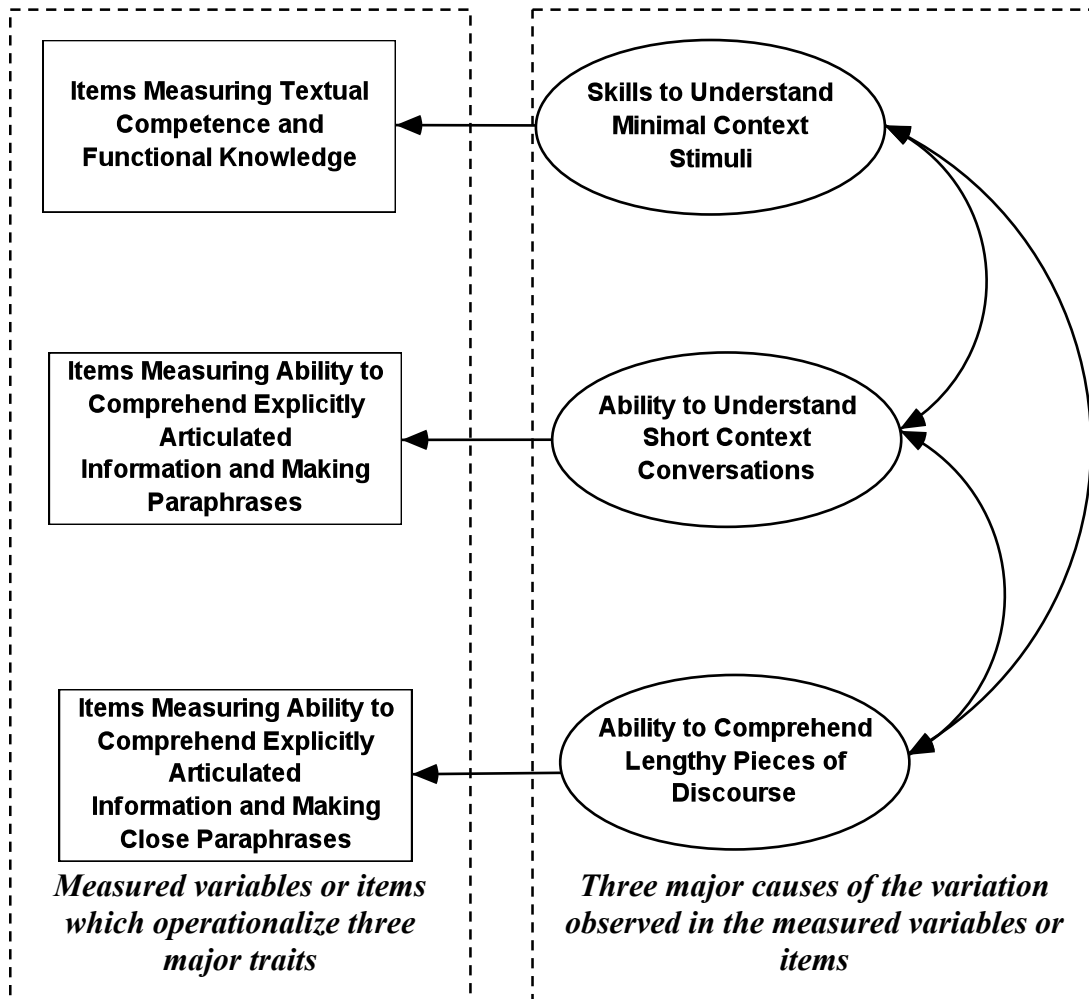 Items Measuring Textual
Competence and
Functional Knowledge
Skills to Understand
Minimal Context
Stimuli
Items Measuring Ability to
Comprehend Explicitly
Articulated
Information and Making
Paraphrases
Ability to Understand
Short Context
Conversations
Items Measuring Ability to
Comprehend Explicitly
Articulated
Information and Making
Close Paraphrases
Ability to Comprehend
Lengthy Pieces of
Discourse
Measured variables or items
which operationalize three
major traits
Three major causes of the variation
observed in the measured variables or
items